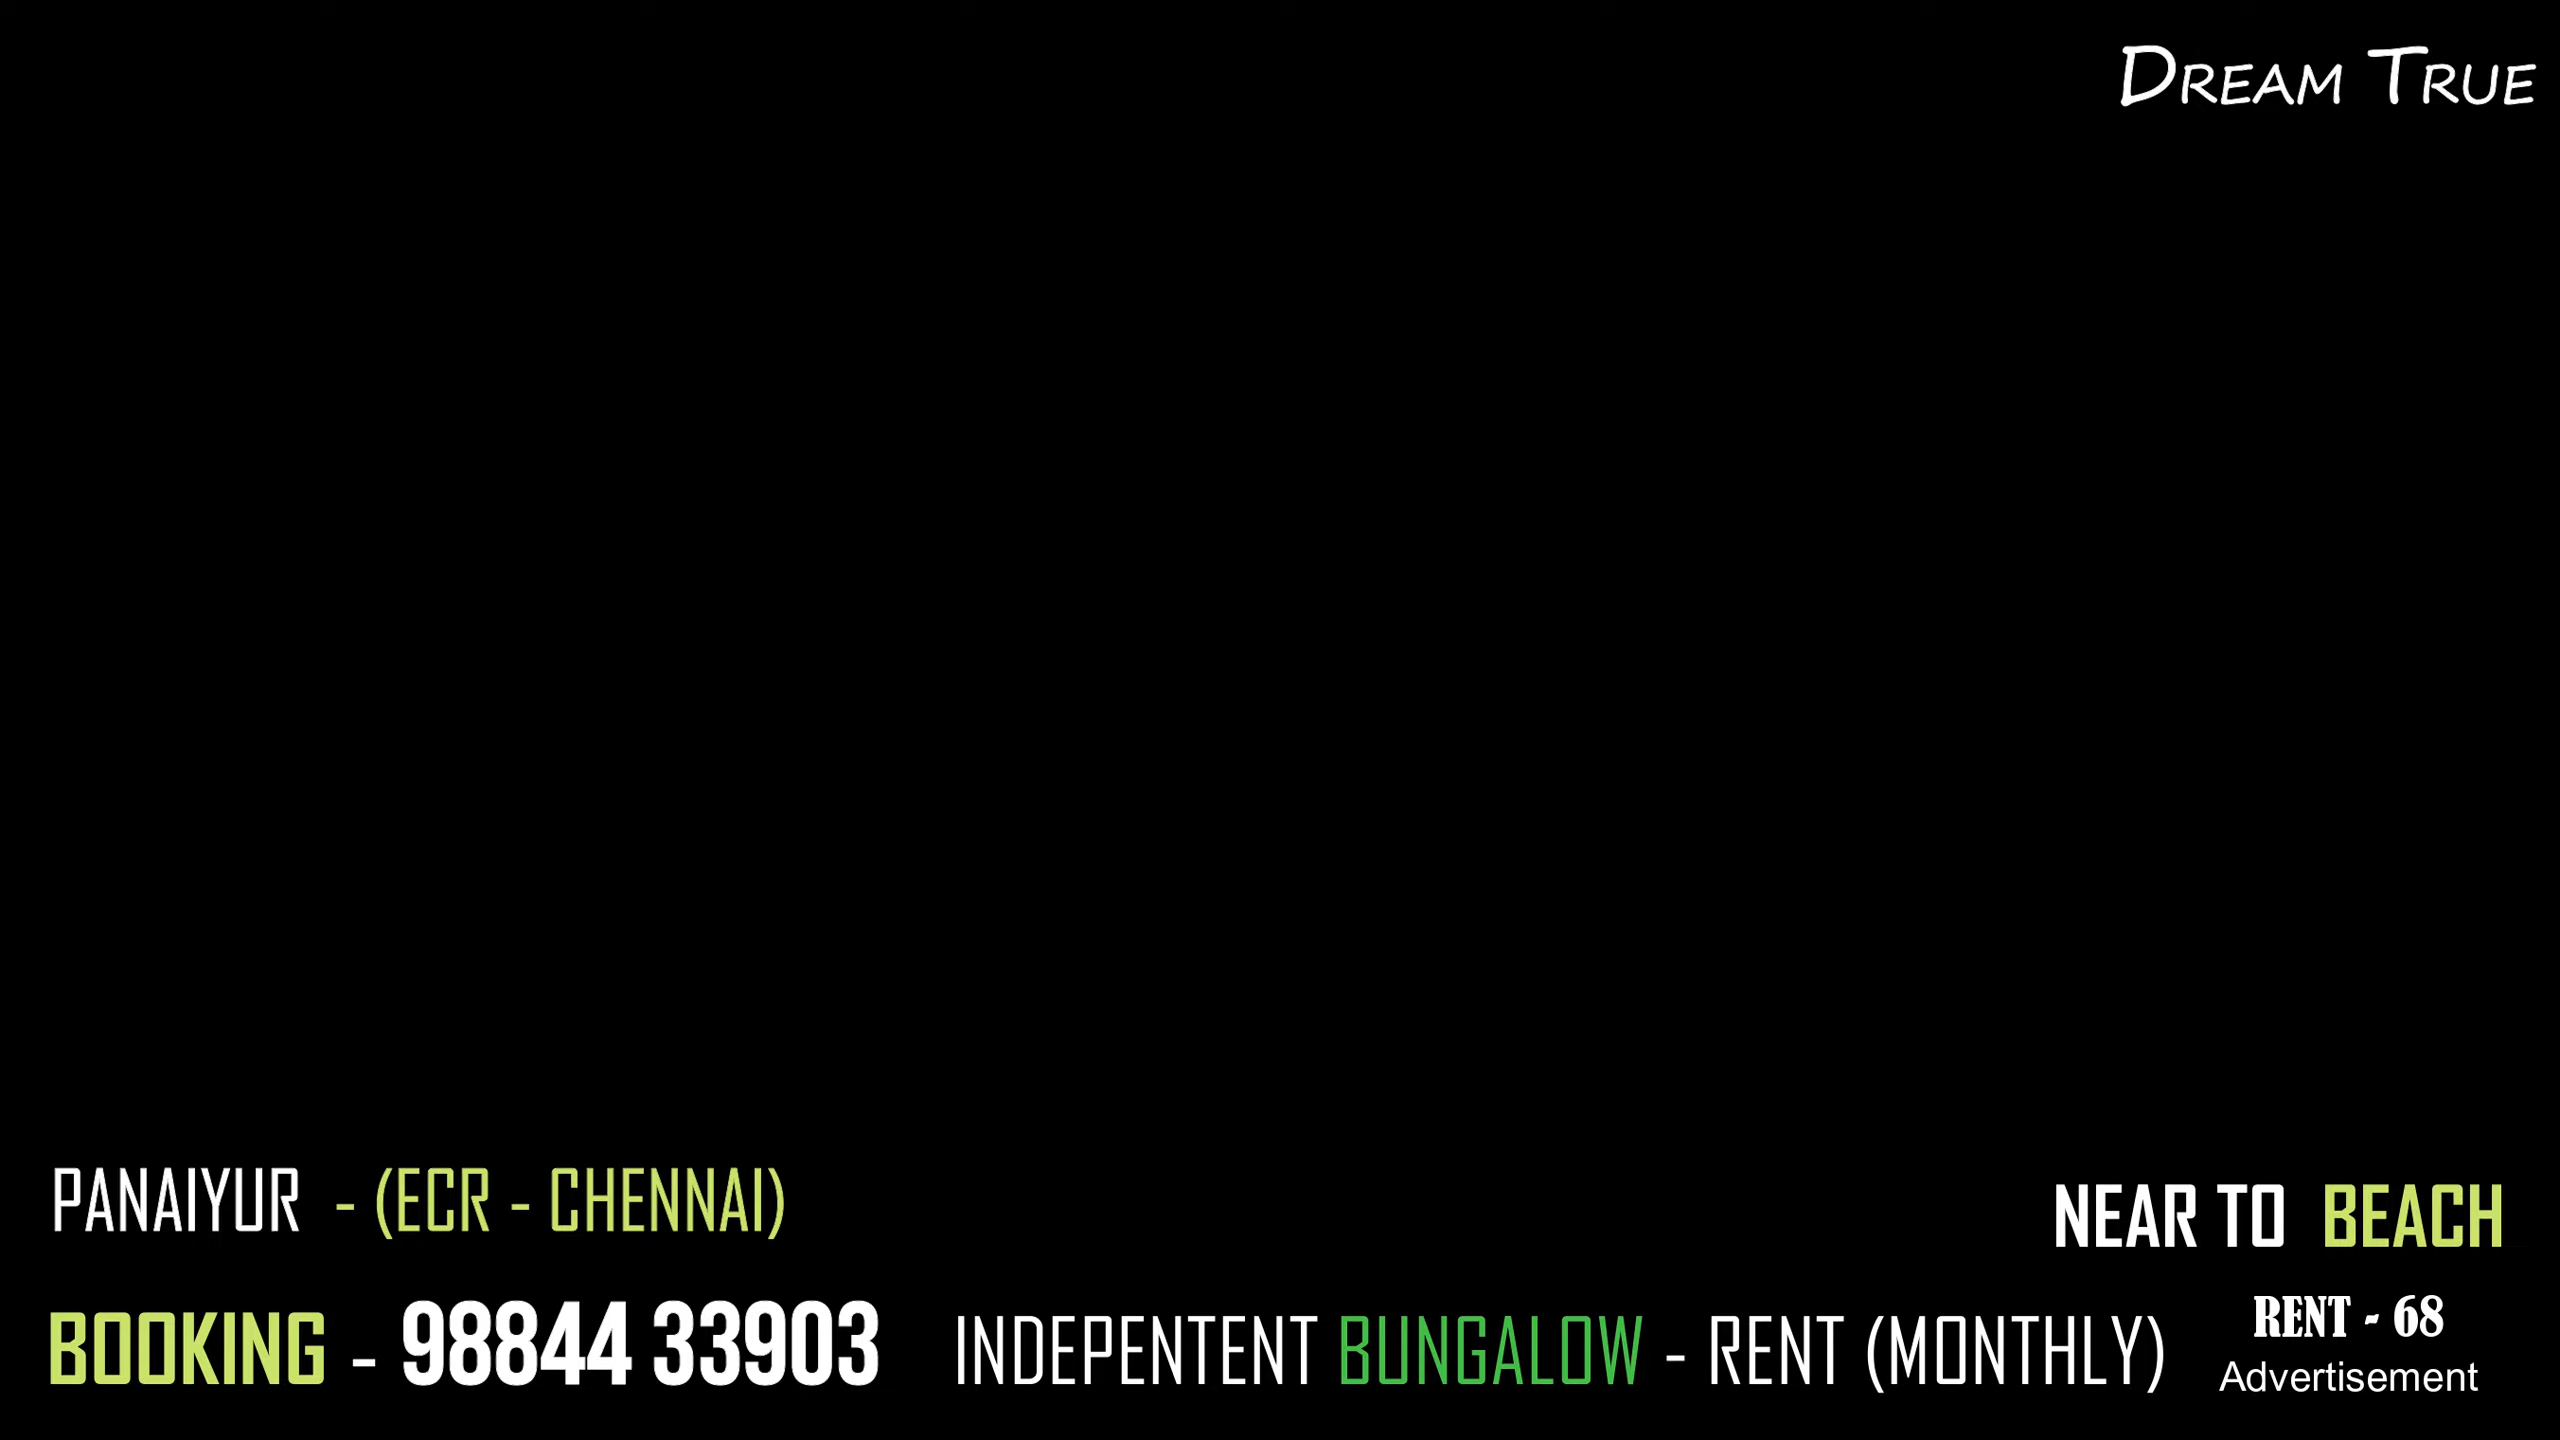 DREAM TRUE
PANAIYUR - (ECR - CHENNAI)
NEAR TO BEACH
BOOKING - 98844 33903
INDEPENTENT BUNGALOW - RENT (MONTHLY)
RENT - 68
Advertisement